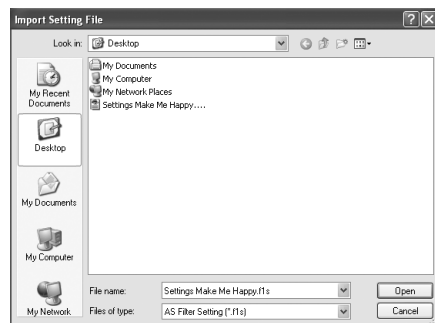 Import Setting File
Look in: Desktop
My Recent Documents
Desktop
My Documents
My Computer
My Network
My Documents
My Computer
My Network Places
Settings Make Me Happy....
File name: Settings Make Me Happy.f1s Open
Files of type: AS Filter Setting (*.f1s) Cancel